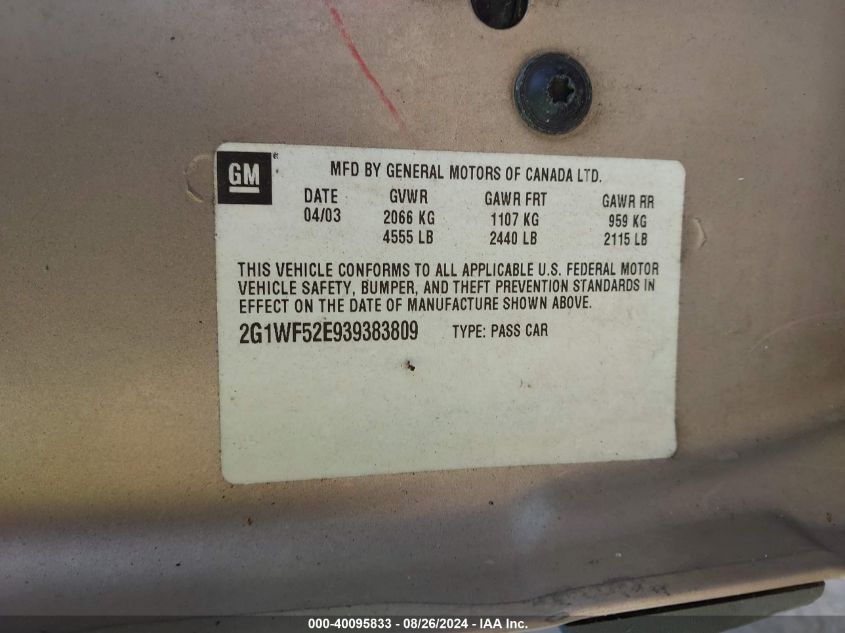 GM
MFD BY GENERAL MOTORS OF CANADA LTD.
DATE GVWR GAWR FRT GAWR RR
04/03 2066 KG 1107 KG 959 KG
4555 LB 2440 LB 2115 LB
THIS VEHICLE CONFORMS TO ALL APPLICABLE U.S. FEDERAL MOTOR
VEHICLE SAFETY, BUMPER, AND THEFT PREVENTION STANDARDS IN
EFFECT ON THE DATE OF MANUFACTURE SHOWN ABOVE.
2G1WF52E939383809 TYPE: PASS CAR
000-40095833 - 08/26/2024 - IAA Inc.